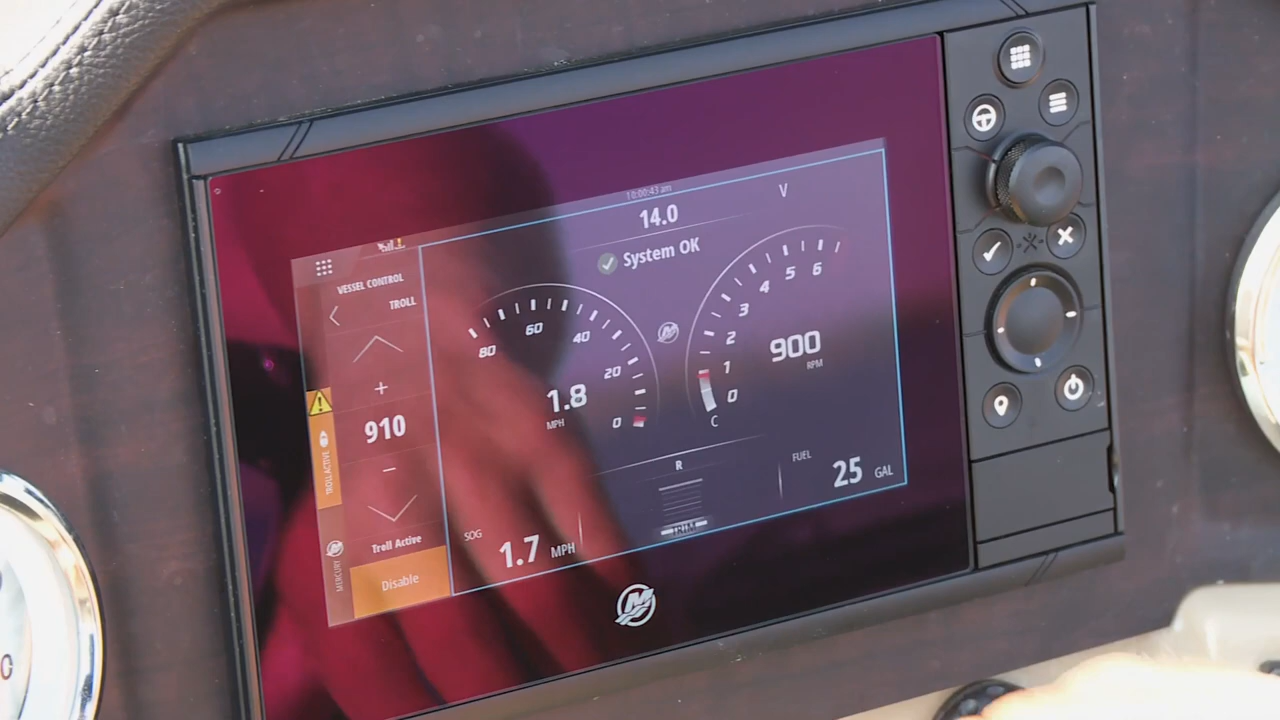 10:00:43 am
14.0 V
System OK
VESSEL CONTROL
TROLL
+
910
−
Troll Active
Disable
TROLL ACTIVE
MERCURY
80 60 40 20 0
1.8
MPH
0 1 2 3 4 5 6
900
RPM
C
R
TRIM
FUEL
25 GAL
SOG
1.7 MPH
C